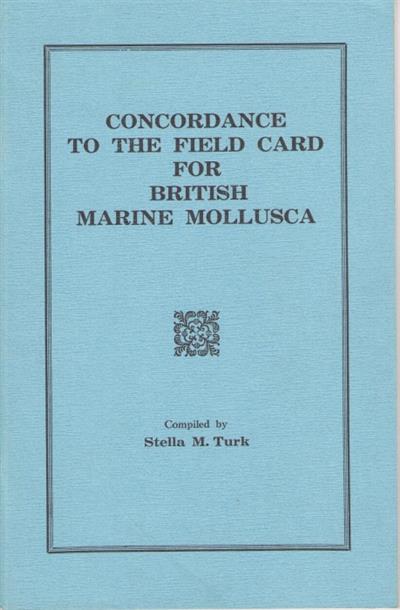 CONCORDANCE
TO THE FIELD CARD
FOR
BRITISH
MARINE MOLLUSCA
Compiled by
Stella M. Turk